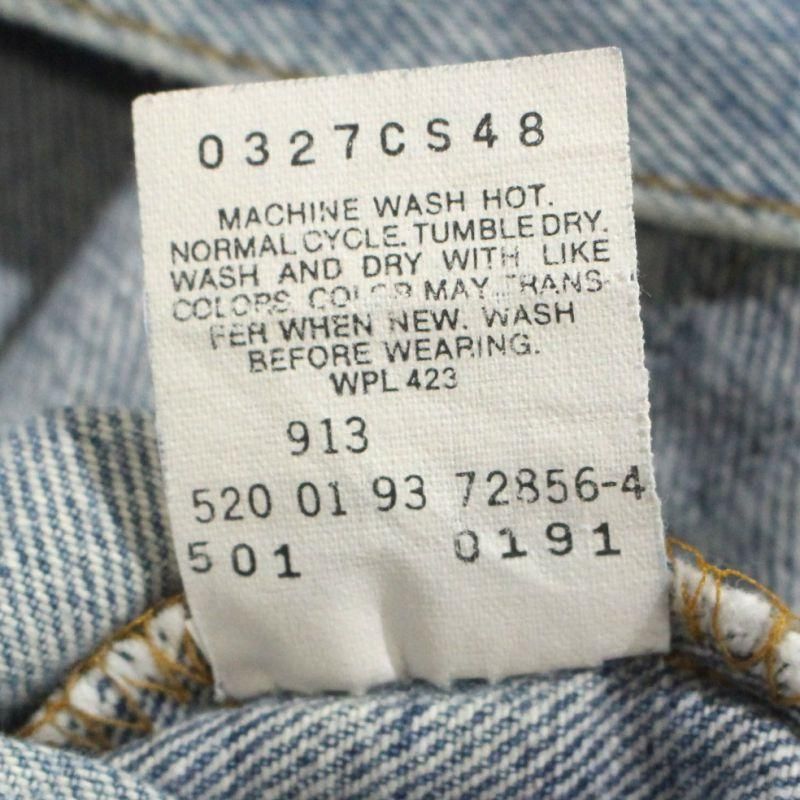 0327CS48
MACHINE WASH HOT.
NORMAL CYCLE. TUMBLE DRY.
WASH AND DRY WITH LIKE
COLORS. COLOR MAY TRANS-
FER WHEN NEW. WASH
BEFORE WEARING.
WPL 423
913
520 01 93 72856-4
501 0191